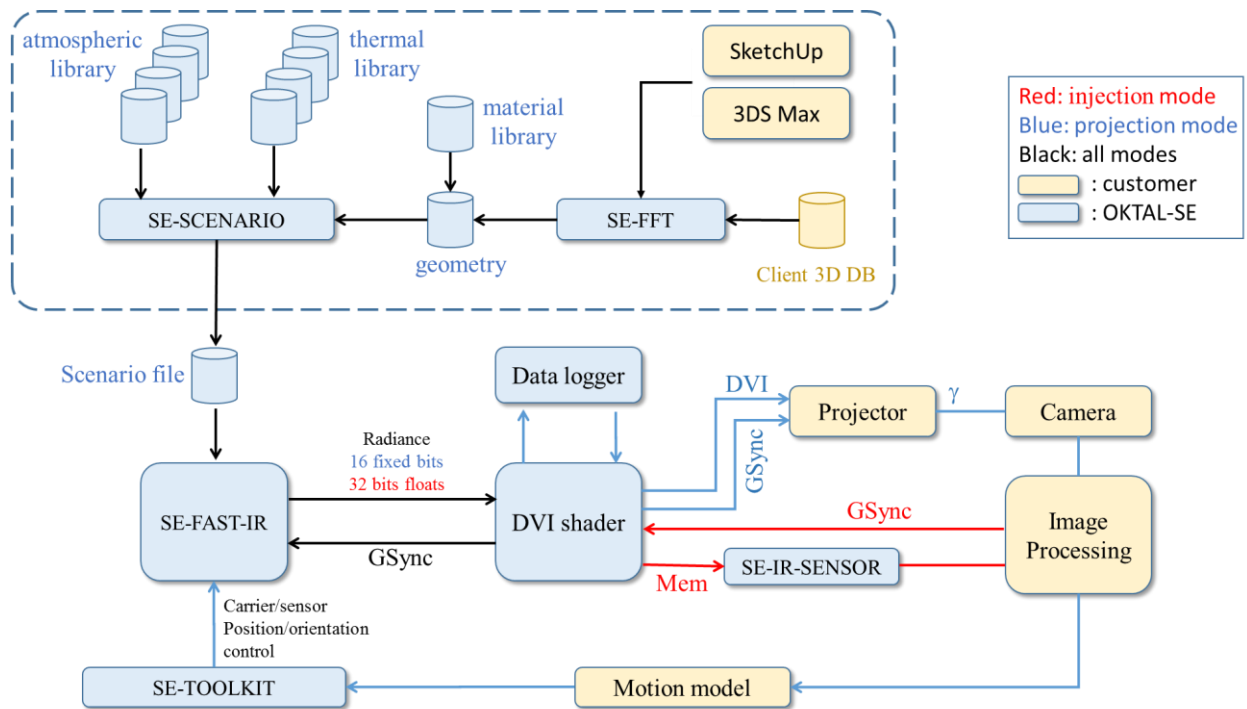 atmospheric
library
thermal
library
material
library
SketchUp
3DS Max
SE-SCENARIO
geometry
SE-FFT
Client 3D DB
Red: injection mode
Blue: projection mode
Black: all modes
: customer
: OKTAL-SE
Scenario file
Data logger
DVI
GSync
Projector
γ
Camera
SE-FAST-IR
Radiance
16 fixed bits
32 bits floats
GSync
DVI shader
GSync
Mem
SE-IR-SENSOR
Image
Processing
Carrier/sensor
Position/orientation
control
SE-TOOLKIT
Motion model